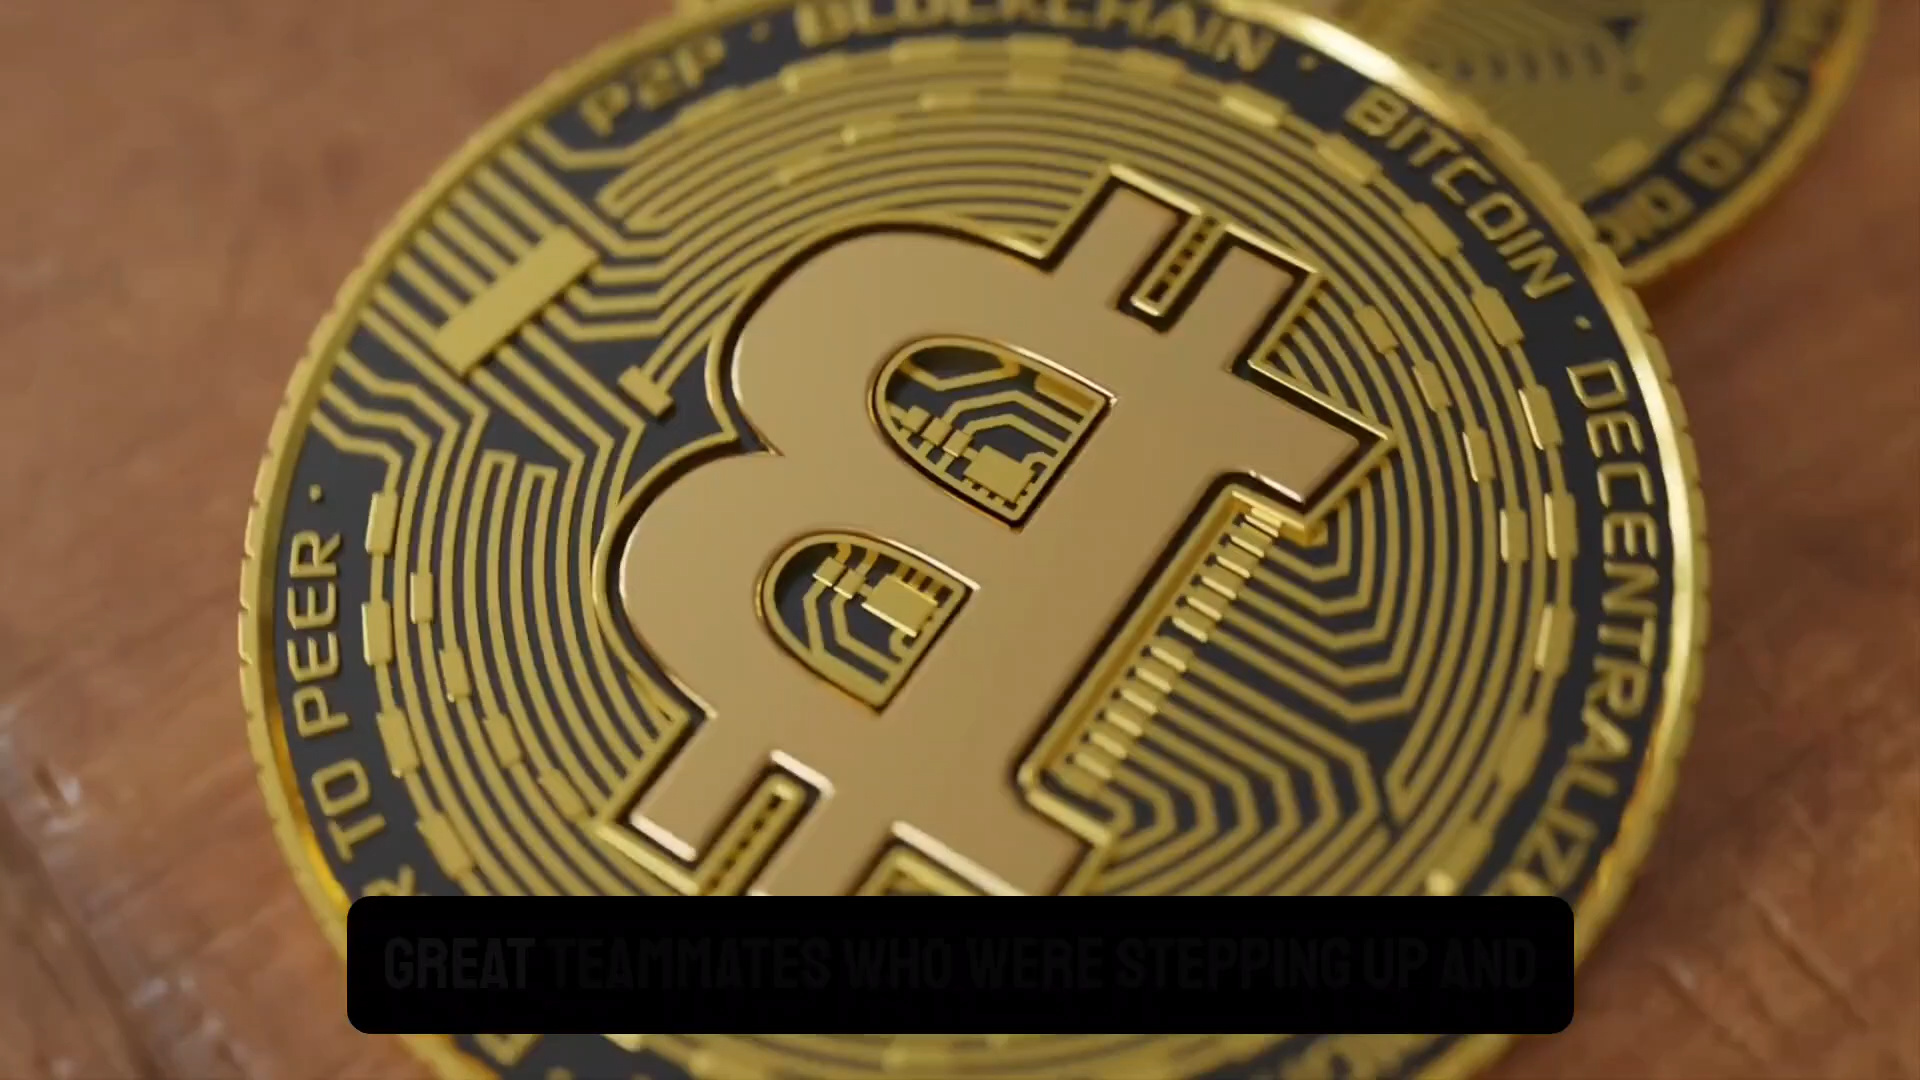 P2P · BLOCKCHAIN · BITCOIN · DECENTRALIZ
TO PEER ·
GREAT TEAMMATES WHO WERE STEPPING UP AND